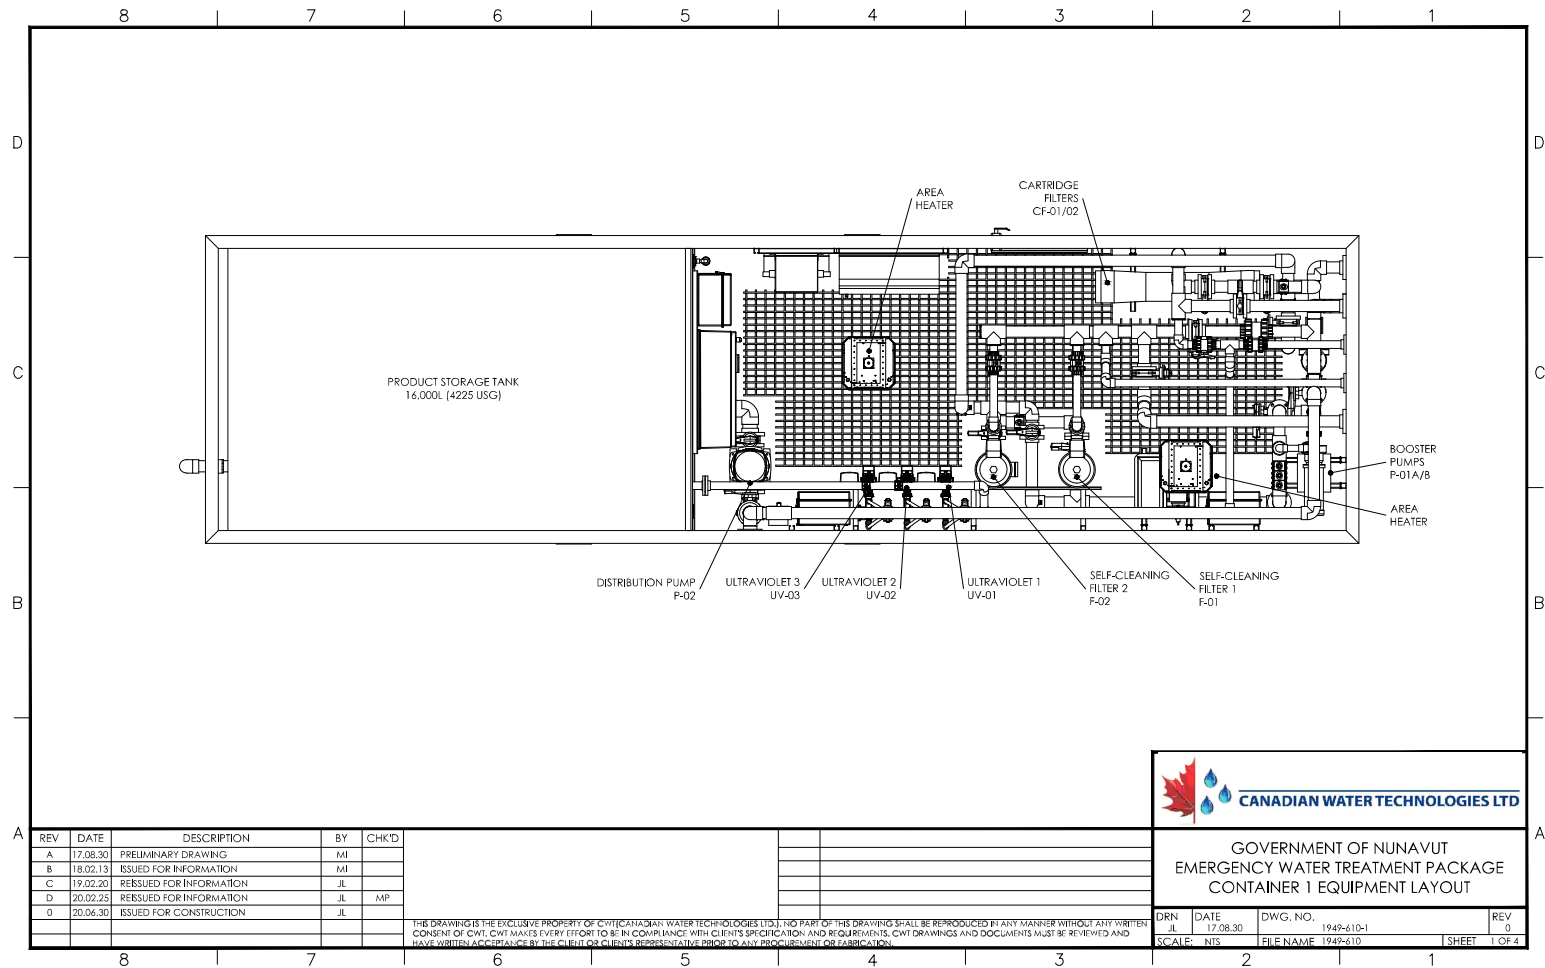 8 7 6 5 4 3 2 1
D D
C C
B B
A A
AREA
HEATER
CARTRIDGE
FILTERS
CF-01/02
PRODUCT STORAGE TANK
16,000L (4225 USG)
BOOSTER
PUMPS
P-01A/B
AREA
HEATER
DISTRIBUTION PUMP
P-02
ULTRAVIOLET 3
UV-03
ULTRAVIOLET 2
UV-02
ULTRAVIOLET 1
UV-01
SELF-CLEANING
FILTER 2
F-02
SELF-CLEANING
FILTER 1
F-01
CANADIAN WATER TECHNOLOGIES LTD
REV DATE DESCRIPTION BY CHK'D
A 17.08.30 PRELIMINARY DRAWING MI
B 18.02.13 ISSUED FOR INFORMATION MI
C 19.02.20 REISSUED FOR INFORMATION JL
D 20.02.25 REISSUED FOR INFORMATION JL MP
0 20.06.30 ISSUED FOR CONSTRUCTION JL
THIS DRAWING IS THE EXCLUSIVE PROPERTY OF CWT(CANADIAN WATER TECHNOLOGIES LTD.). NO PART OF THIS DRAWING SHALL BE REPRODUCED IN ANY MANNER WITHOUT ANY WRITTEN
CONSENT OF CWT. CWT MAKES EVERY EFFORT TO BE IN COMPLIANCE WITH CLIENT'S SPECIFICATION AND REQUIREMENTS. CWT DRAWINGS AND DOCUMENTS MUST BE REVIEWED AND
HAVE WRITTEN ACCEPTANCE BY THE CLIENT OR CLIENT'S REPRESENTATIVE PRIOR TO ANY PROCUREMENT OR FABRICATION.
GOVERNMENT OF NUNAVUT
EMERGENCY WATER TREATMENT PACKAGE
CONTAINER 1 EQUIPMENT LAYOUT
DRN DATE DWG. NO. REV
JL 17.08.30 1949-610-1 0
SCALE: NTS FILE NAME 1949-610 SHEET 1 OF 4
8 7 6 5 4 3 2 1